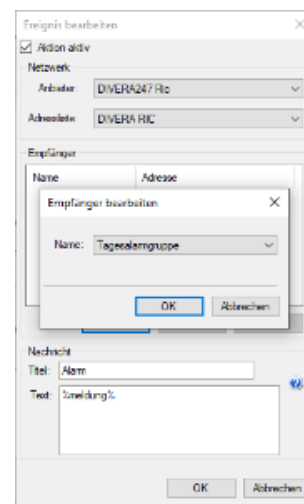 Ereignis bearbeiten
Aktion aktiv
Netzwerk
Anbieter: DIVERA247 Ric
Adressliste: DIVERA RIC
Empfänger
Name Adresse
Empfänger bearbeiten
Name: Tagesalarmgruppe
OK Abbrechen
Nachricht
Titel: Alarm
Text: %meldung%
OK Abbrechen